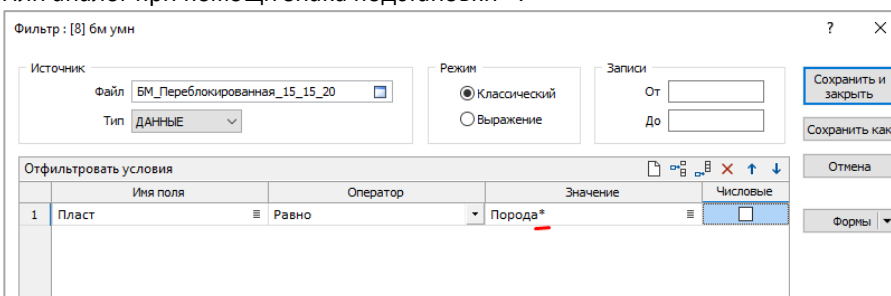 Фильтр : [8] бм умн
? X
Источник
Режим
Записи
Файл БМ_Переблокированная_15_15_20
Классический
От
Сохранить и закрыть
Тип ДАННЫЕ
Выражение
До
Сохранить как
Отфильтровать условия
Отмена
Имя поля Оператор Значение Числовые
1 Пласт Равно Порода*
Формы